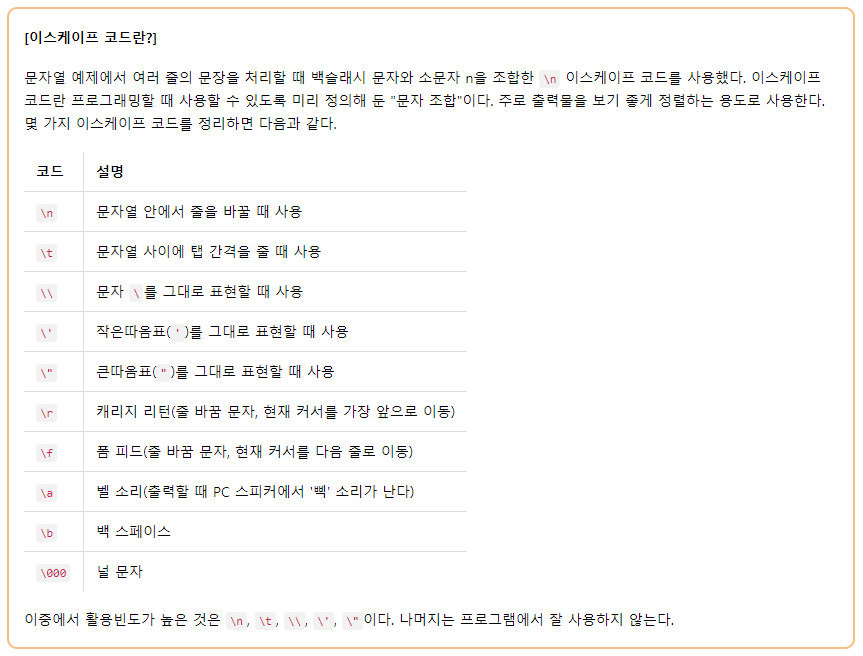 [이스케이프 코드란?]
문자열 예제에서 여러 줄의 문장을 처리할 때 백슬래시 문자와 소문자 n을 조합한 \n 이스케이프 코드를 사용했다. 이스케이프
코드란 프로그래밍할 때 사용할 수 있도록 미리 정의해 둔 "문자 조합"이다. 주로 출력물을 보기 좋게 정렬하는 용도로 사용한다.
몇 가지 이스케이프 코드를 정리하면 다음과 같다.
코드 설명
\n 문자열 안에서 줄을 바꿀 때 사용
\t 문자열 사이에 탭 간격을 줄 때 사용
\\ 문자 \를 그대로 표현할 때 사용
\' 작은따옴표(')를 그대로 표현할 때 사용
\" 큰따옴표(")를 그대로 표현할 때 사용
\r 캐리지 리턴(줄 바꿈 문자, 현재 커서를 가장 앞으로 이동)
\f 폼 피드(줄 바꿈 문자, 현재 커서를 다음 줄로 이동)
\a 벨 소리(출력할 때 PC 스피커에서 '삑' 소리가 난다)
\b 백 스페이스
\000 널 문자
이중에서 활용빈도가 높은 것은 \n, \t, \\, \', \"이다. 나머지는 프로그램에서 잘 사용하지 않는다.